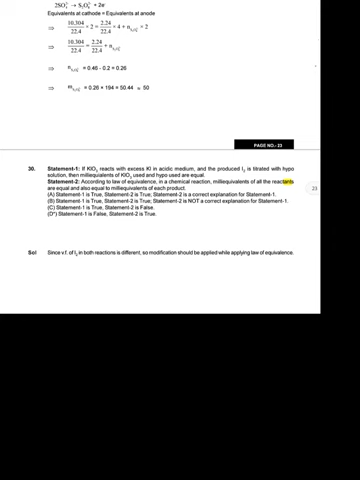 2SO₄²⁻ → S₂O₈²⁻ + 2e⁻
Equivalents at cathode = Equivalents at anode
⇒ 10.304/22.4 × 2 = 2.24/22.4 × 4 + n_S₂O₈²⁻ × 2
⇒ 10.304/22.4 = 2.24/22.4 + n_S₂O₈²⁻
⇒ n_S₂O₈²⁻ = 0.46 - 0.2 = 0.26
⇒ m_S₂O₈²⁻ = 0.26 × 194 = 50.44 ≈ 50
PAGE NO.- 23
30. Statement-1: If KIO₃ reacts with excess KI in acidic medium, and the produced I₂ is titrated with hypo
solution, then milliequivalents of KIO₃ used and hypo used are equal.
Statement-2: According to law of equivalence, in a chemical reaction, milliequivalents of all the reactants
are equal and also equal to milliequivalents of each product.
23
(A) Statement-1 is True, Statement-2 is True; Statement-2 is a correct explanation for Statement-1.
(B) Statement-1 is True, Statement-2 is True; Statement-2 is NOT a correct explanation for Statement-1.
(C) Statement-1 is True, Statement-2 is False.
(D*) Statement-1 is False, Statement-2 is True.
Sol Since v.f. of I₂ in both reactions is different, so modification should be applied while applying law of equivalence.